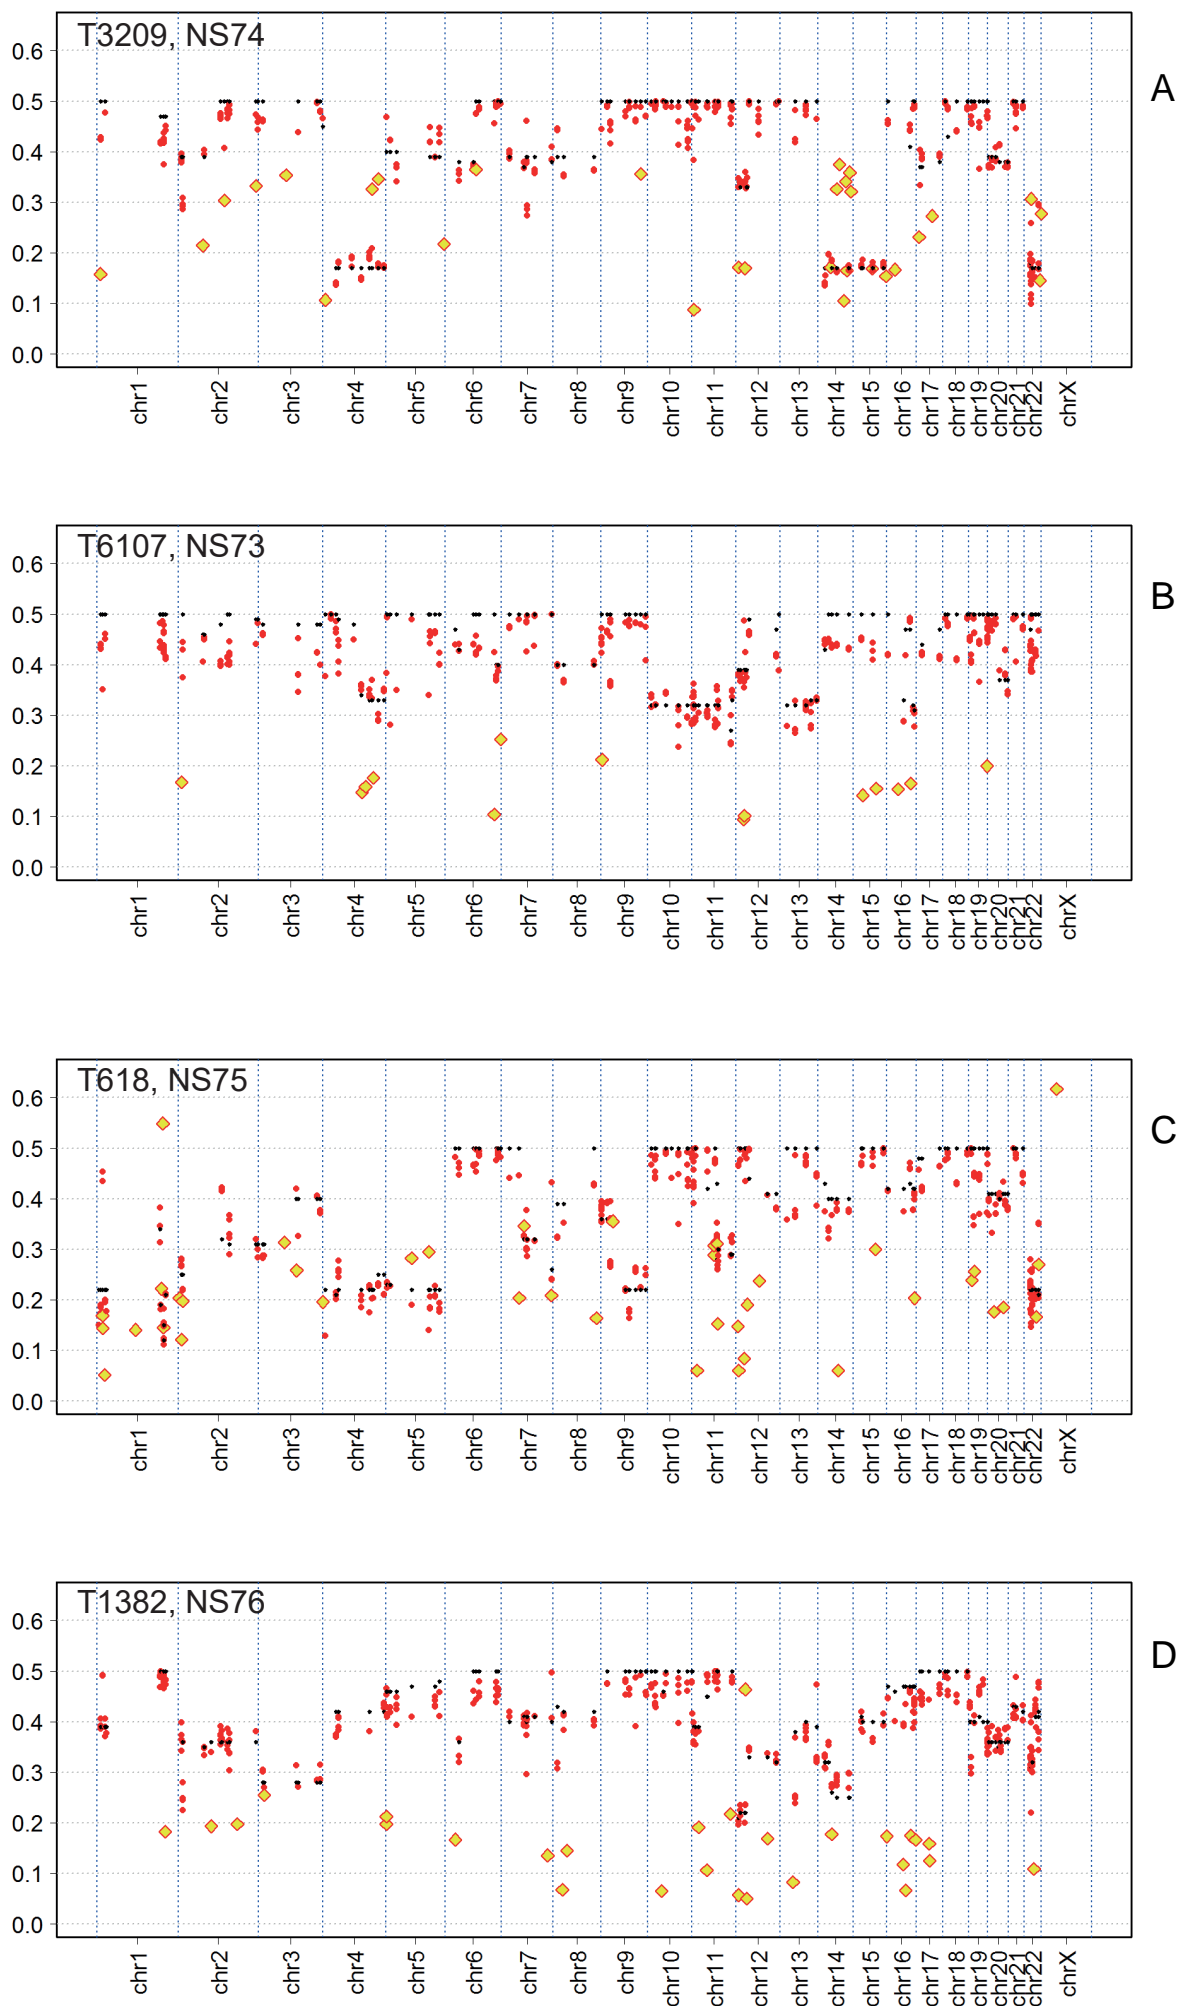 T3209, NS74
A
0.6
0.5
0.4
0.3
0.2
0.1
0.0
chr1
chr2
chr3
chr4
chr5
chr6
chr7
chr8
chr9
chr10
chr11
chr12
chr13
chr14
chr15
chr16
chr17
chr18
chr19
chr20
chr21
chr22
chrX
T6107, NS73
B
0.6
0.5
0.4
0.3
0.2
0.1
0.0
chr1
chr2
chr3
chr4
chr5
chr6
chr7
chr8
chr9
chr10
chr11
chr12
chr13
chr14
chr15
chr16
chr17
chr18
chr19
chr20
chr21
chr22
chrX
T618, NS75
C
0.6
0.5
0.4
0.3
0.2
0.1
0.0
chr1
chr2
chr3
chr4
chr5
chr6
chr7
chr8
chr9
chr10
chr11
chr12
chr13
chr14
chr15
chr16
chr17
chr18
chr19
chr20
chr21
chr22
chrX
T1382, NS76
D
0.6
0.5
0.4
0.3
0.2
0.1
0.0
chr1
chr2
chr3
chr4
chr5
chr6
chr7
chr8
chr9
chr10
chr11
chr12
chr13
chr14
chr15
chr16
chr17
chr18
chr19
chr20
chr21
chr22
chrX